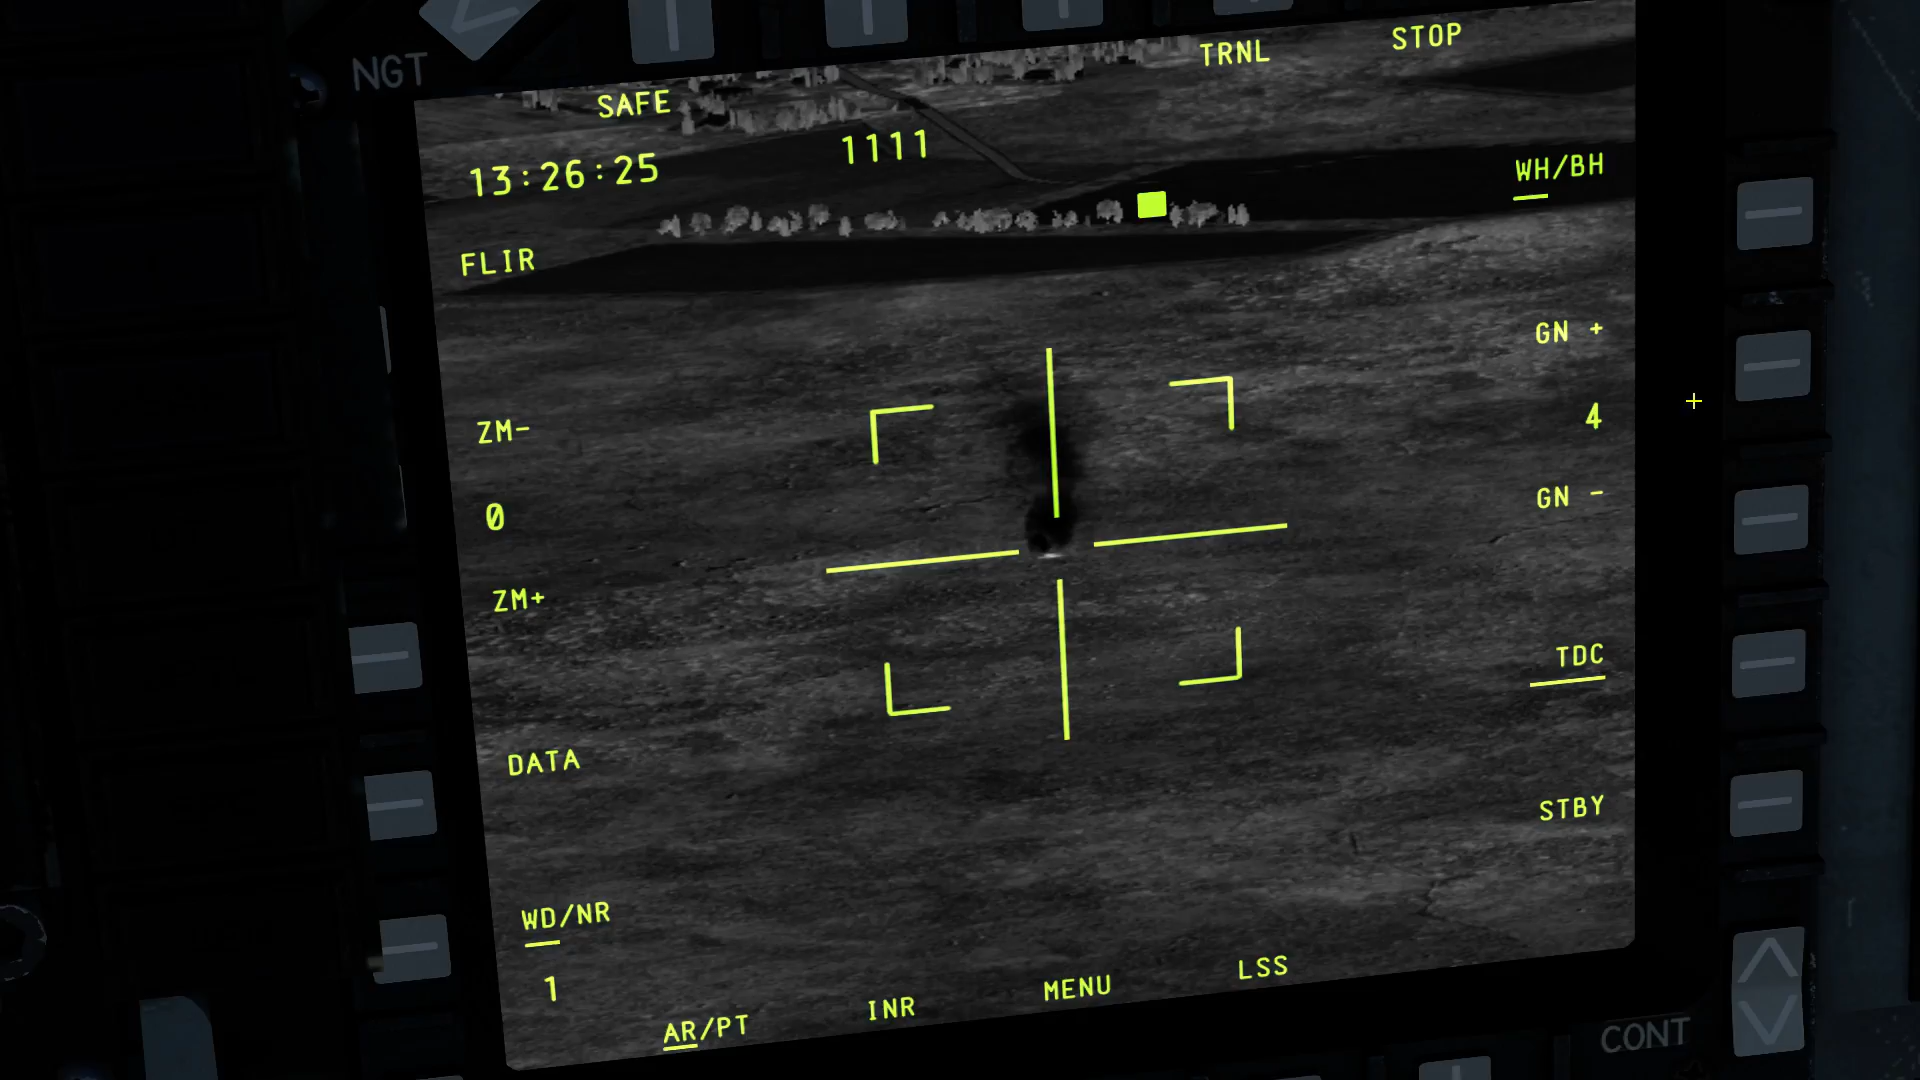 NGT
TRNL
STOP
SAFE
13:26:25
1111
WH/BH
FLIR
GN +
ZM-
4
GN -
0
ZM+
TDC
DATA
STBY
WD/NR
1
LSS
MENU
INR
AR/PT
CONT